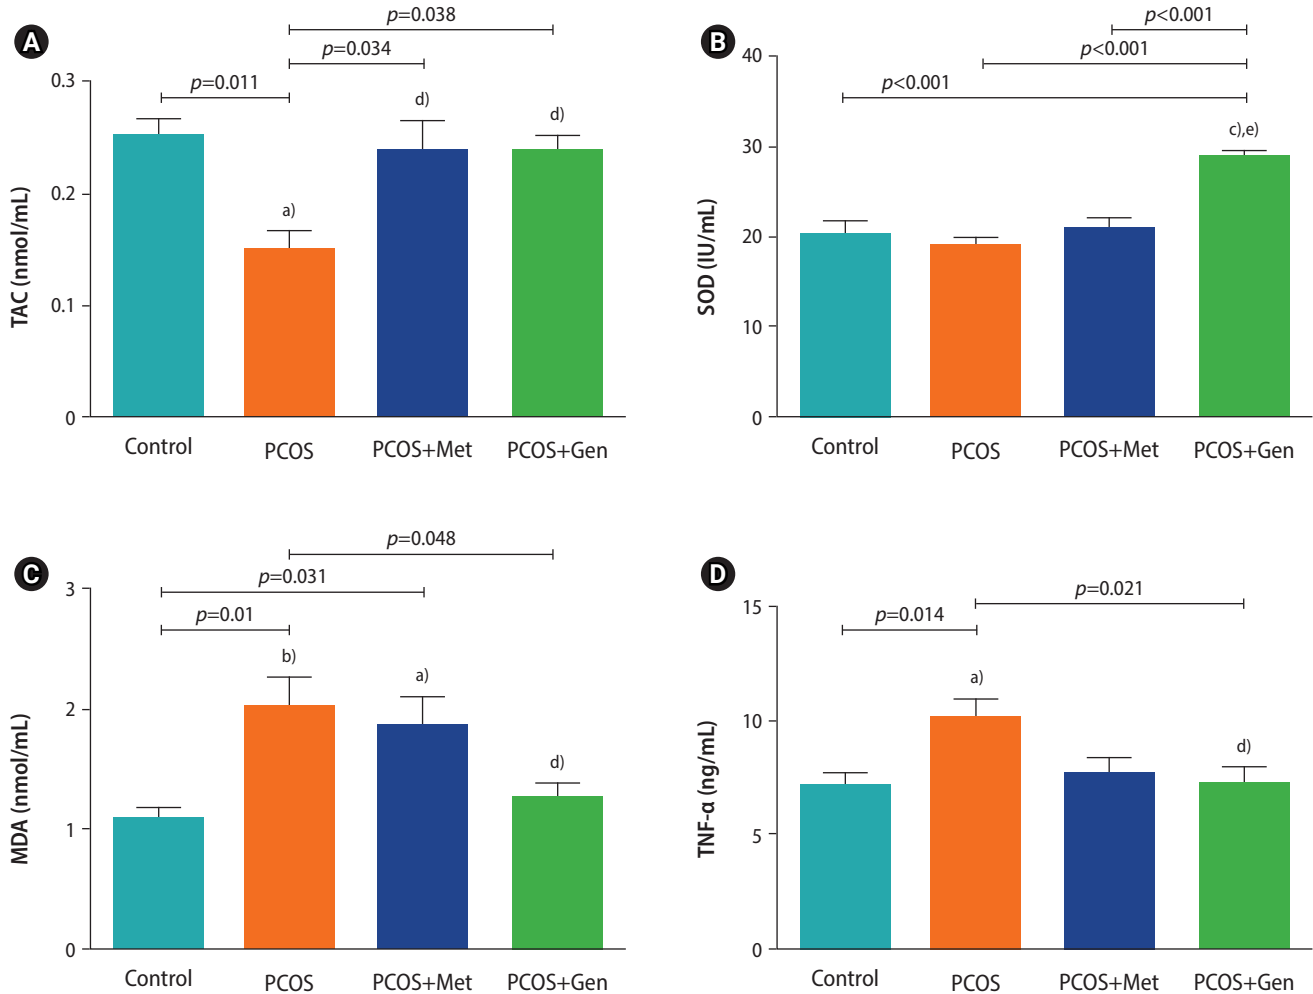 A
p=0.038
p=0.034
p=0.011
TAC (nmol/mL)
0.3
0.2
0.1
0
a)
d)
d)
Control
PCOS
PCOS+Met
PCOS+Gen
B
p<0.001
p<0.001
p<0.001
SOD (IU/mL)
40
30
20
10
0
c),e)
Control
PCOS
PCOS+Met
PCOS+Gen
C
p=0.048
p=0.031
p=0.01
MDA (nmol/mL)
3
2
1
0
b)
a)
d)
Control
PCOS
PCOS+Met
PCOS+Gen
D
p=0.021
p=0.014
TNF-α (ng/mL)
15
10
5
0
a)
d)
Control
PCOS
PCOS+Met
PCOS+Gen